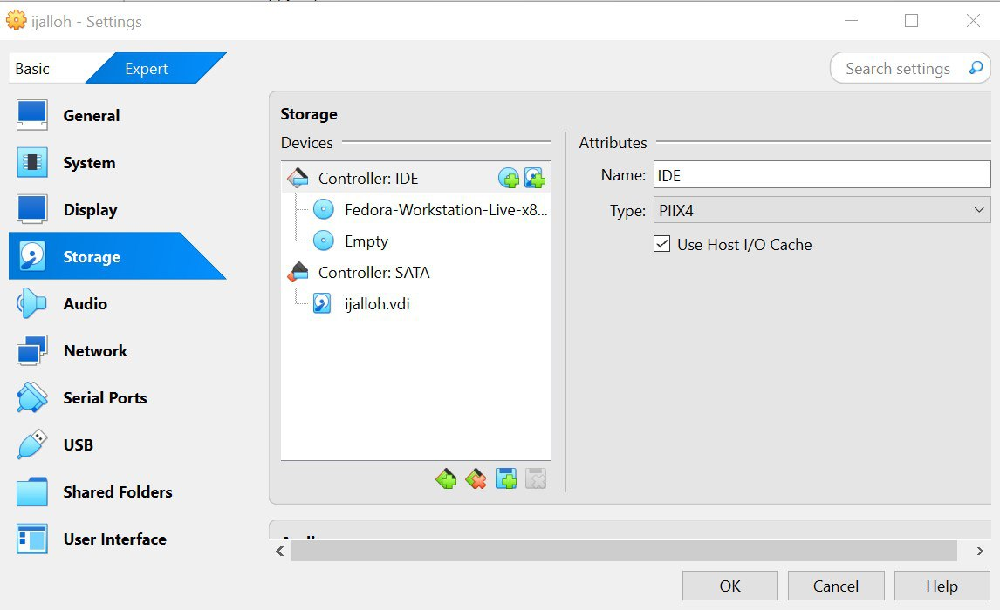 ijalloh - Settings
Basic
Expert
Search settings
General
System
Display
Storage
Audio
Network
Serial Ports
USB
Shared Folders
User Interface
Storage
Devices
Controller: IDE
Fedora-Workstation-Live-x8...
Empty
Controller: SATA
ijalloh.vdi
Attributes
Name: IDE
Type: PIIX4
Use Host I/O Cache
OK
Cancel
Help